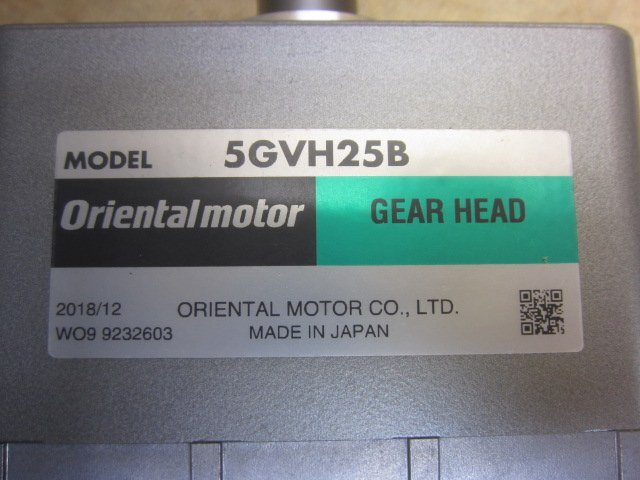 MODEL 5GVH25B
Orientalmotor GEAR HEAD
2018/12 ORIENTAL MOTOR CO., LTD.
WO9 9232603 MADE IN JAPAN